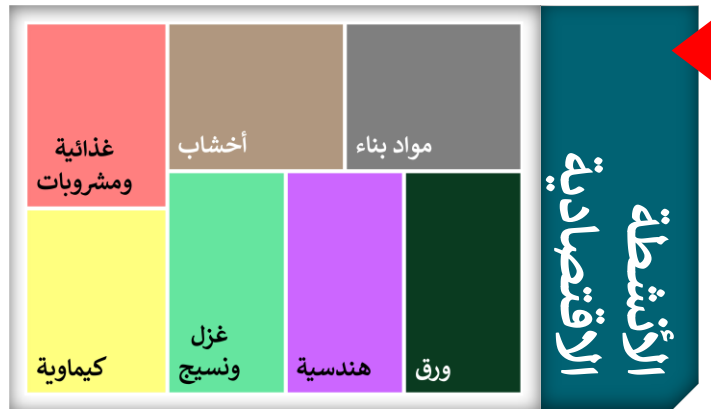 الأنشطة
الاقتصادية
مواد بناء
أخشاب
غذائية
ومشروبات
ورق
هندسية
غزل
ونسيج
كيماوية